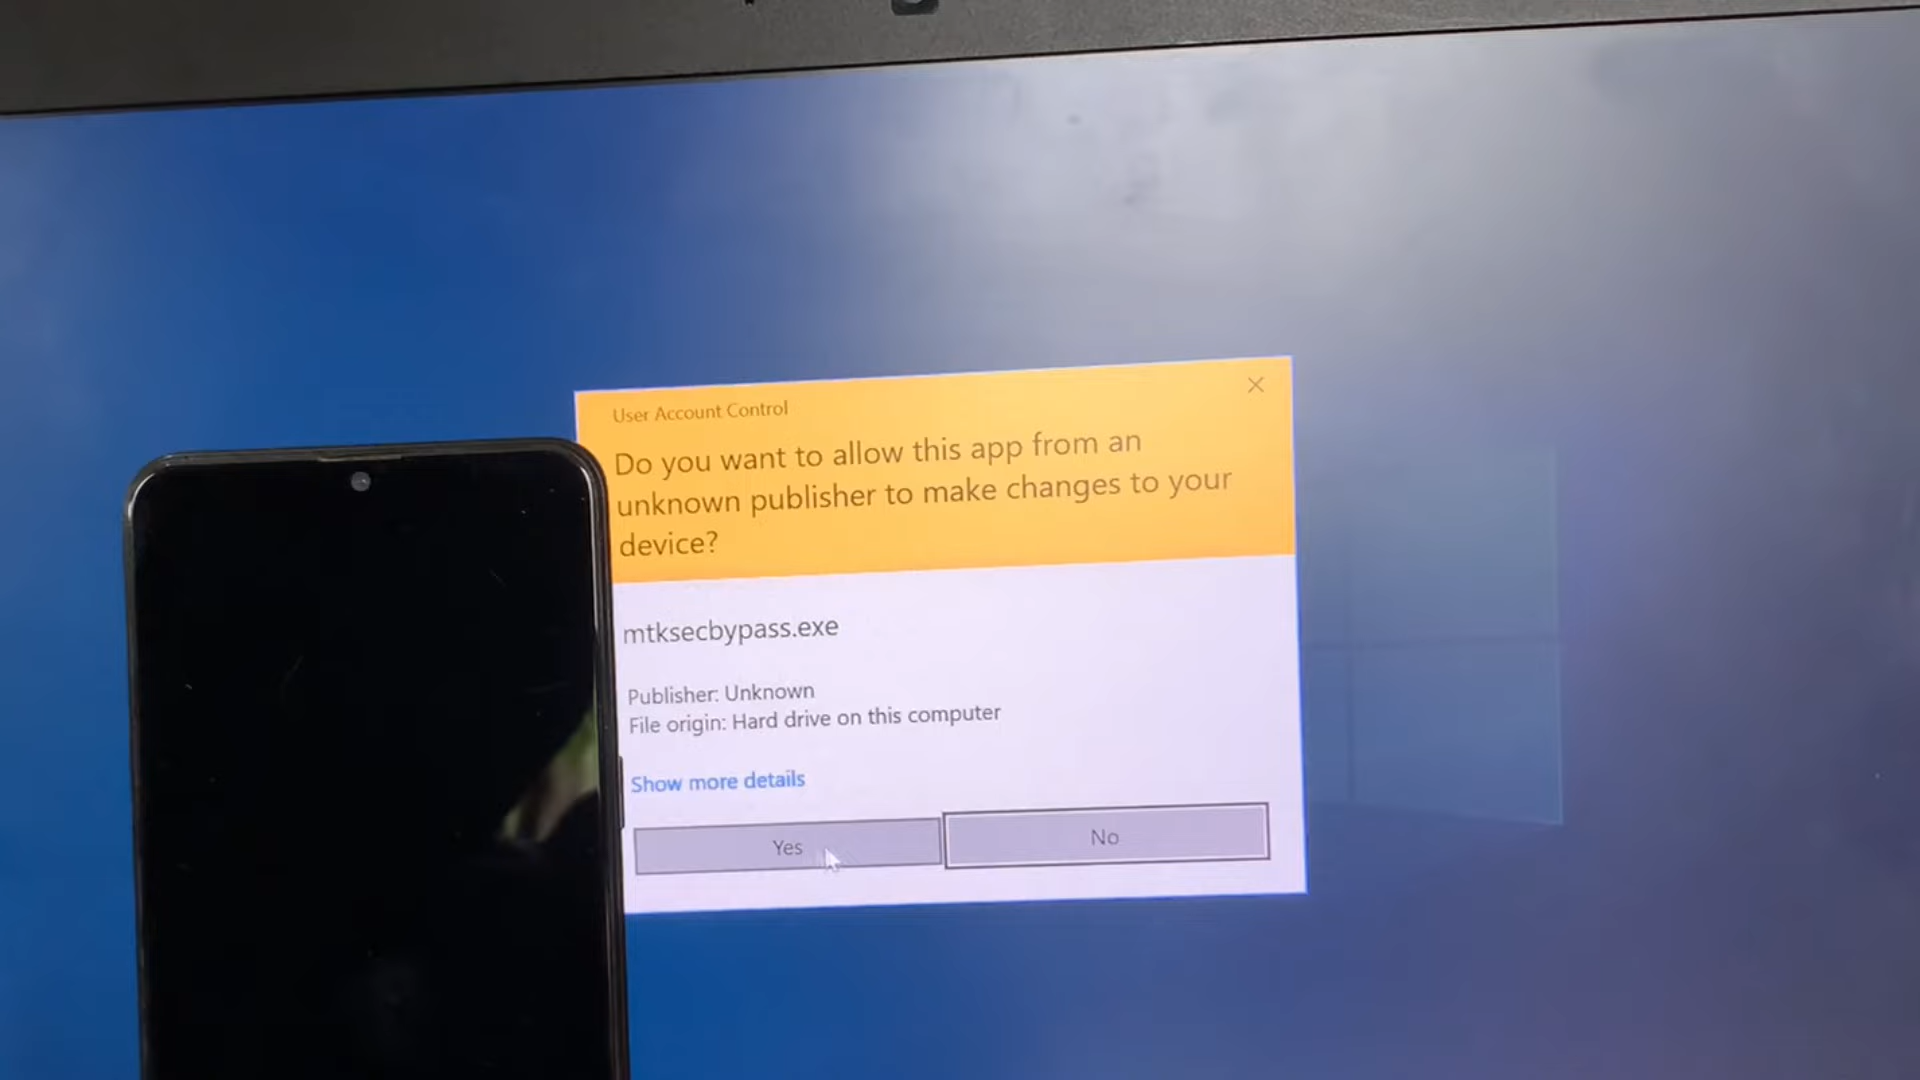 User Account Control
Do you want to allow this app from an
unknown publisher to make changes to your
device?
mtksecbypass.exe
Publisher: Unknown
File origin: Hard drive on this computer
Show more details
Yes
No